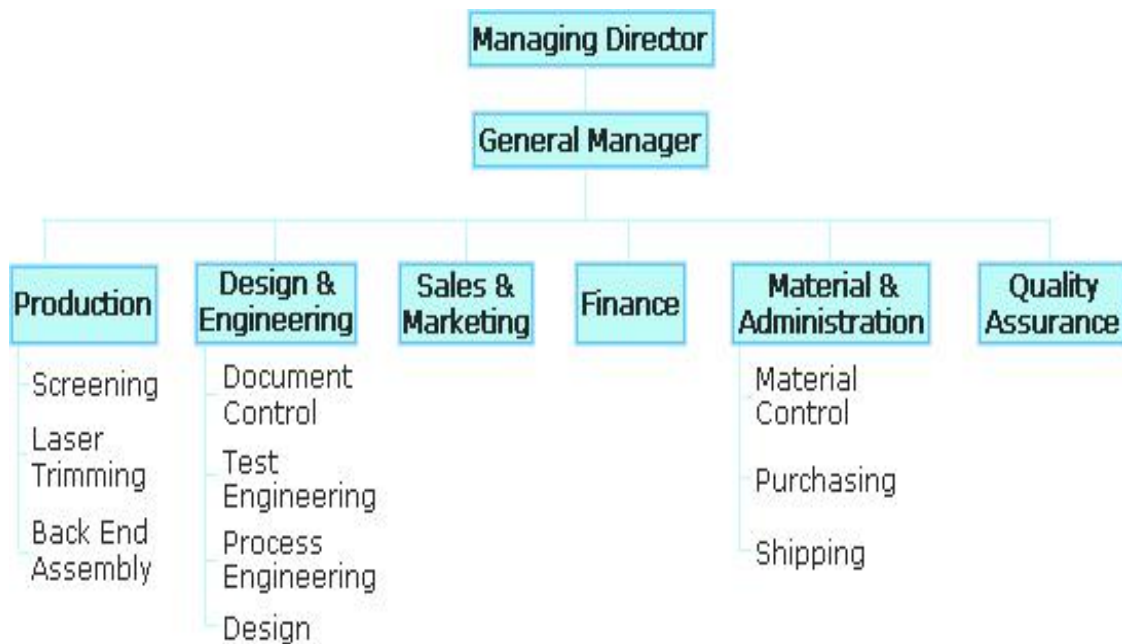 Managing Director
General Manager
Production
Design &
Engineering
Sales &
Marketing
Finance
Material &
Administration
Quality
Assurance
Screening
Laser
Trimming
Back End
Assembly
Document
Control
Test
Engineering
Process
Engineering
Design
Material
Control
Purchasing
Shipping